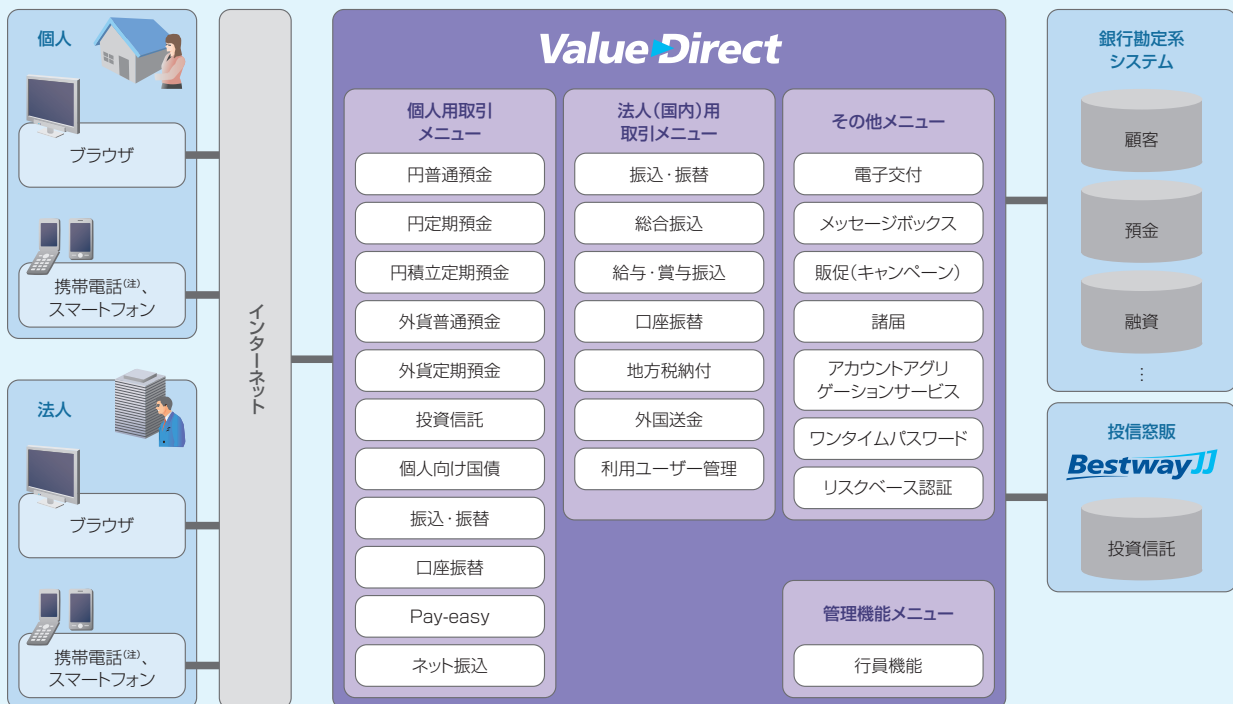 個人
ブラウザ
携帯電話(注)、
スマートフォン
法人
ブラウザ
携帯電話(注)、
スマートフォン
インターネット
Value Direct
個人用取引
メニュー
円普通預金
円定期預金
円積立定期預金
外貨普通預金
外貨定期預金
投資信託
個人向け国債
振込・振替
口座振替
Pay-easy
ネット振込
法人(国内)用
取引メニュー
振込・振替
総合振込
給与・賞与振込
口座振替
地方税納付
外国送金
利用ユーザー管理
その他メニュー
電子交付
メッセージボックス
販促(キャンペーン)
諸届
アカウントアグリ
ゲーションサービス
ワンタイムパスワード
リスクベース認証
管理機能メニュー
行員機能
銀行勘定系
システム
顧客
預金
融資
⋮
投信窓販
BestwayJJ
投資信託